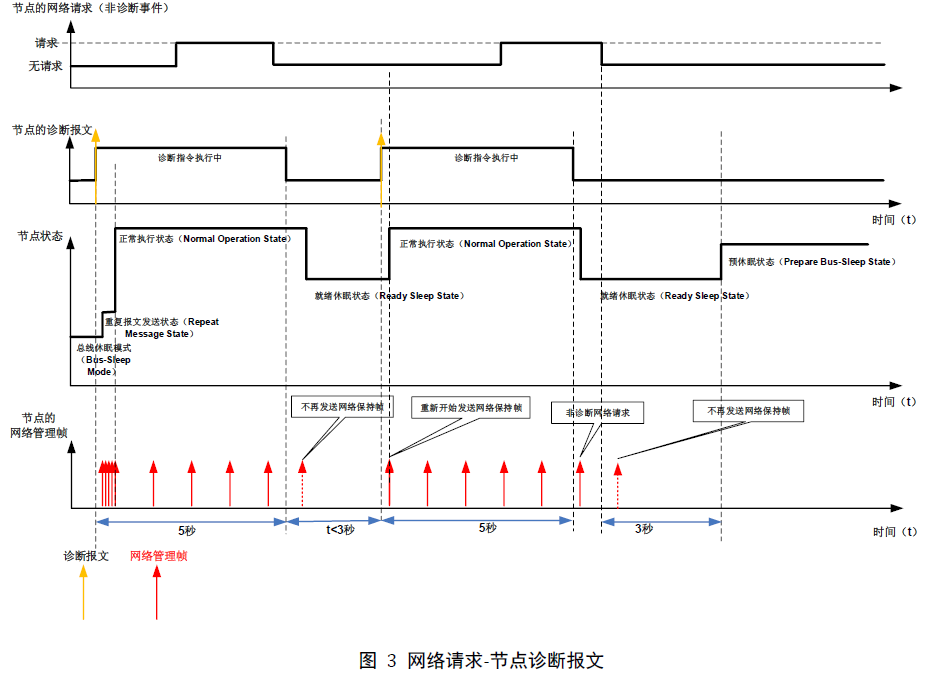 节点的网络请求（非诊断事件）
请求
无请求
节点的诊断报文
诊断指令执行中
诊断指令执行中
时间（t）
节点状态
正常执行状态（Normal Operation State）
正常执行状态（Normal Operation State）
预休眠状态（Prepare Bus-Sleep State）
就绪休眠状态（Ready Sleep State）
就绪休眠状态（Ready Sleep State）
重复报文发送状态（Repeat
Message State）
总线休眠模式
（Bus-Sleep
Mode）
时间（t）
节点的
网络管理帧
不再发送网络保持帧
重新开始发送网络保持帧
非诊断网络请求
不再发送网络保持帧
5秒
t<3秒
5秒
3秒
时间（t）
诊断报文
网络管理帧
图 3 网络请求-节点诊断报文